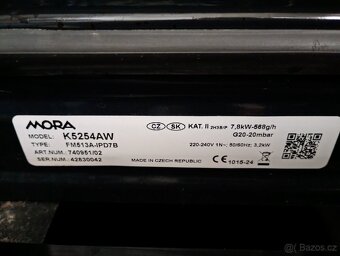 MORA
MODEL: K5254AW
TYPE: FM513A-IPD7B
ART.NUM.: 740951/02
SER.NUM.: 42830042
CZ SK KAT. II 2H3B/P 7,8kW-568g/h
G20-20mbar
220-240V 1N~; 50/60Hz; 3,2kW
MADE IN CZECH REPUBLIC
CE 1015-24
bazos.cz